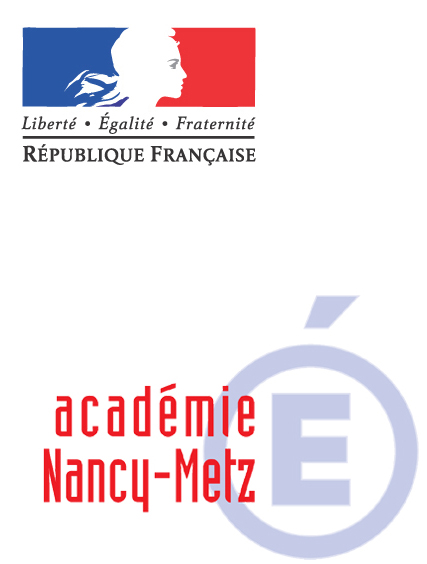 Liberté • Égalité • Fraternité
RÉPUBLIQUE FRANÇAISE
É
académie
Nancy-Metz